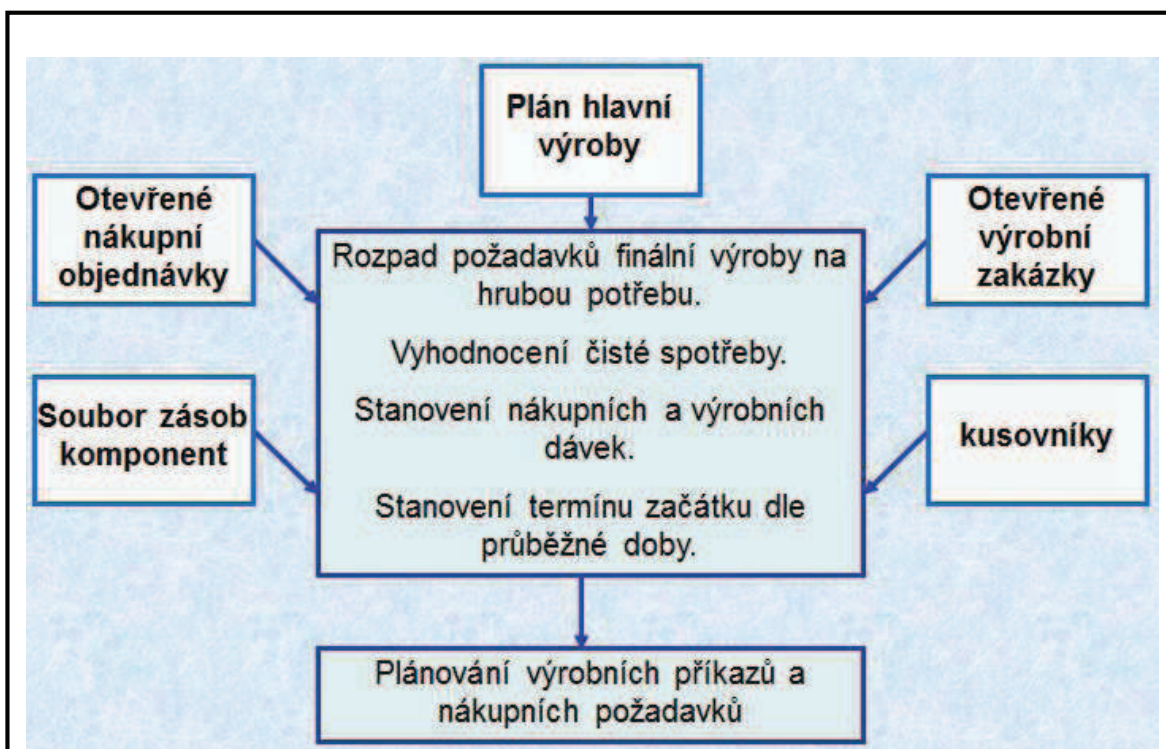 Plán hlavní
výroby
Otevřené
nákupní
objednávky
Otevřené
výrobní
zakázky
Rozpad požadavků finální výroby na
hrubou potřebu.
Vyhodnocení čisté spotřeby.
Stanovení nákupních a výrobních
dávek.
Stanovení termínu začátku dle
průběžné doby.
Soubor zásob
komponent
kusovníky
Plánování výrobních příkazů a
nákupních požadavků